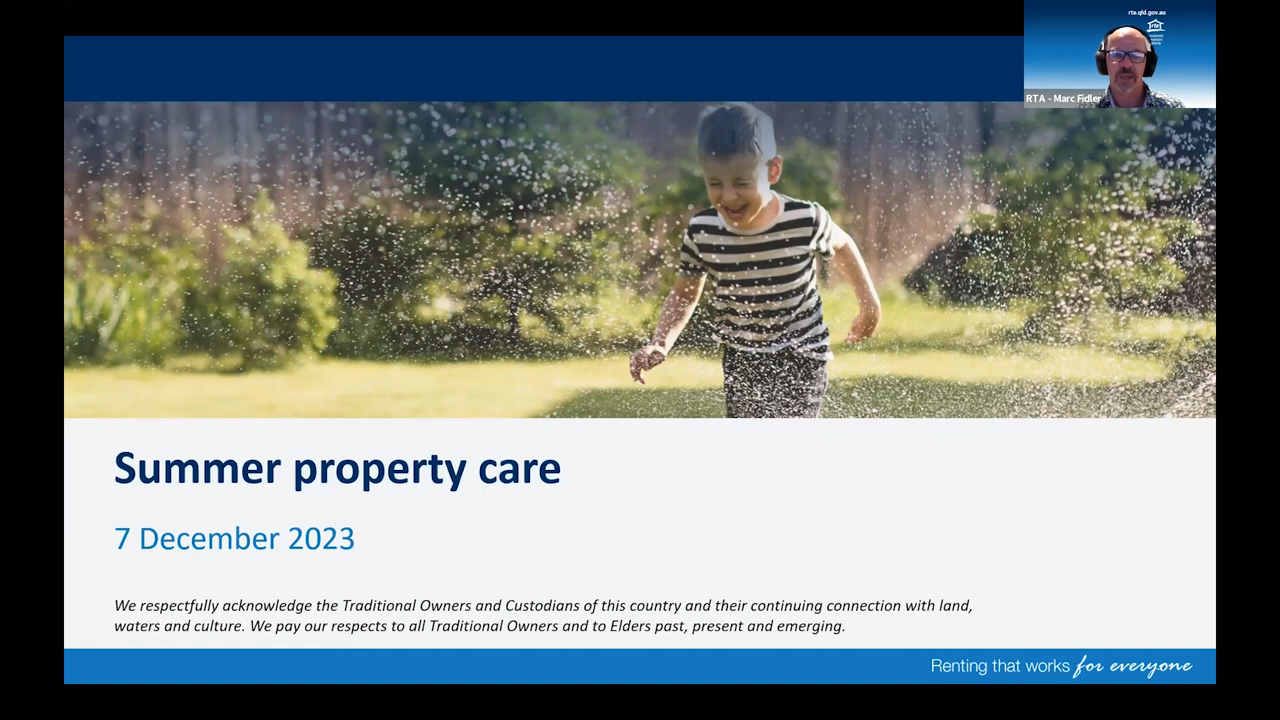 rta.qld.gov.au
rta
RTA - Marc Fidler
Summer property care
7 December 2023
We respectfully acknowledge the Traditional Owners and Custodians of this country and their continuing connection with land,
waters and culture. We pay our respects to all Traditional Owners and to Elders past, present and emerging.
Renting that works for everyone